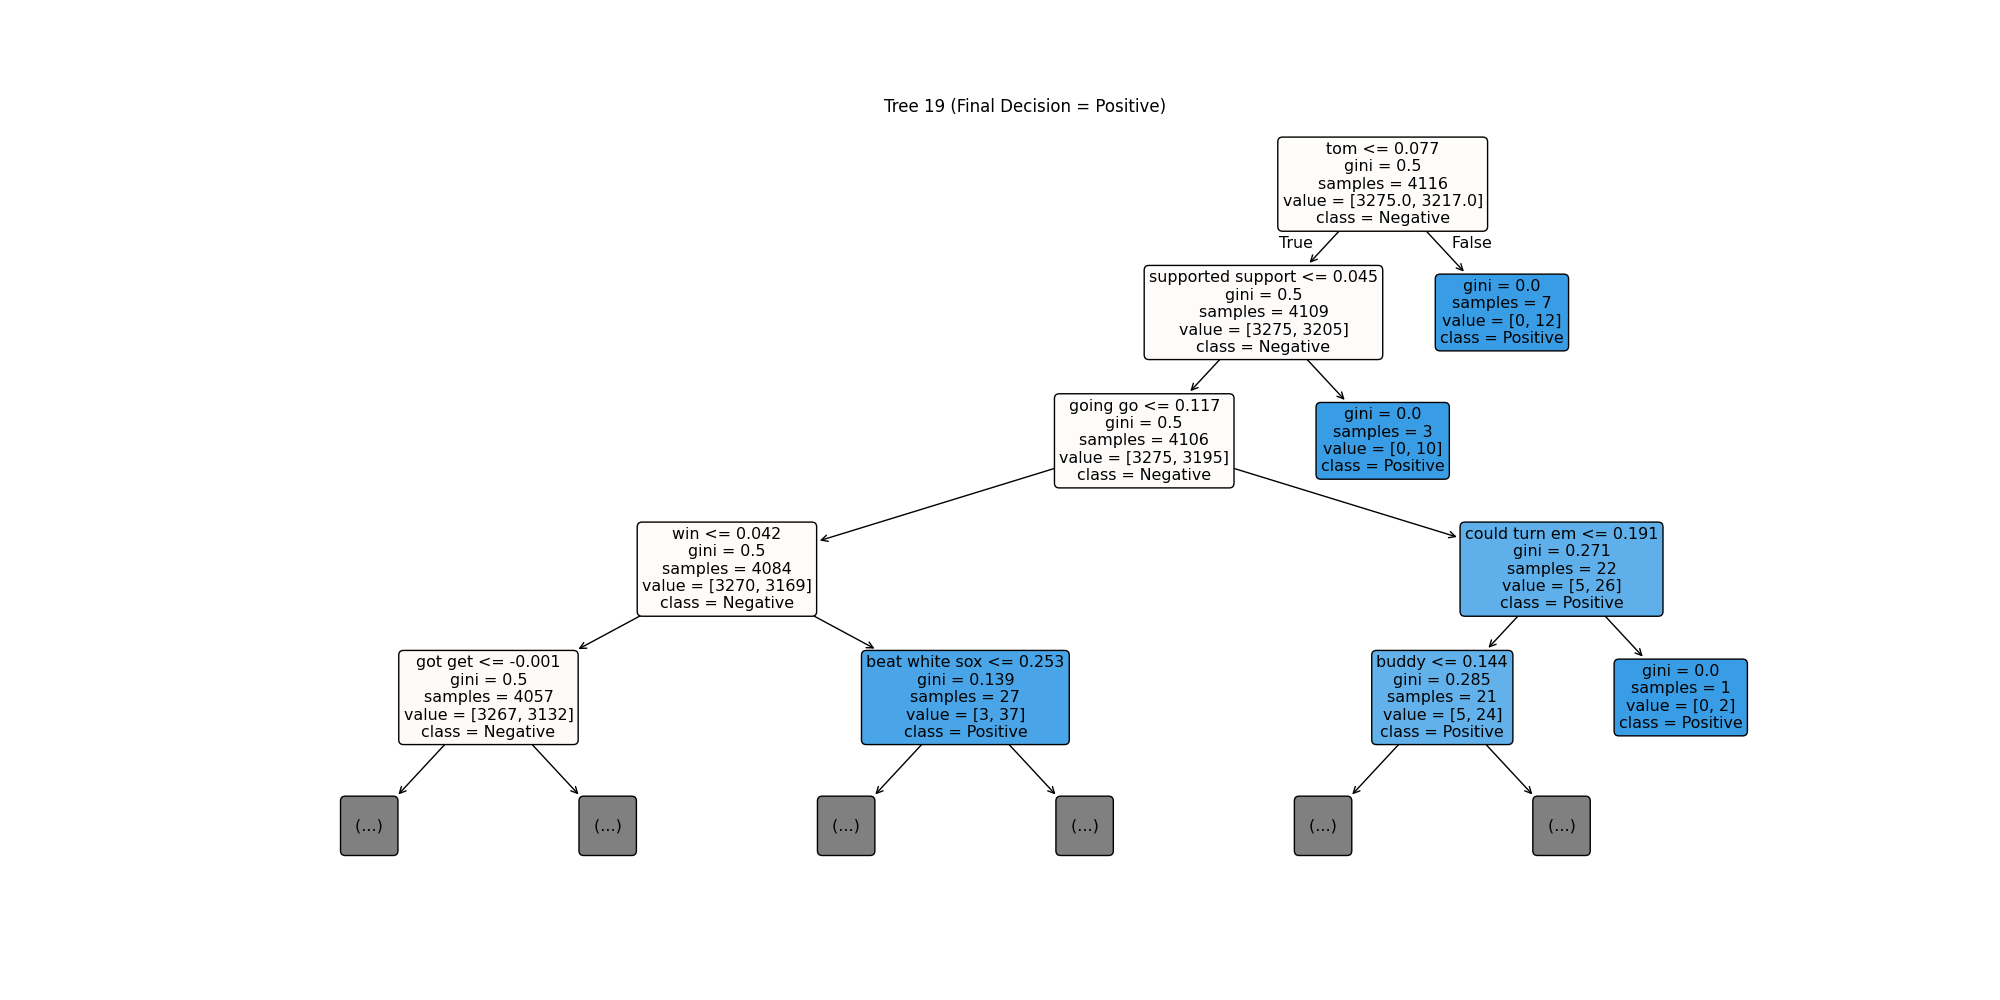 Tree 19 (Final Decision = Positive)
tom <= 0.077
gini = 0.5
samples = 4116
value = [3275.0, 3217.0]
class = Negative
True
False
supported support <= 0.045
gini = 0.5
samples = 4109
value = [3275, 3205]
class = Negative
gini = 0.0
samples = 7
value = [0, 12]
class = Positive
going go <= 0.117
gini = 0.5
samples = 4106
value = [3275, 3195]
class = Negative
gini = 0.0
samples = 3
value = [0, 10]
class = Positive
win <= 0.042
gini = 0.5
samples = 4084
value = [3270, 3169]
class = Negative
could turn em <= 0.191
gini = 0.271
samples = 22
value = [5, 26]
class = Positive
got get <= -0.001
gini = 0.5
samples = 4057
value = [3267, 3132]
class = Negative
beat white sox <= 0.253
gini = 0.139
samples = 27
value = [3, 37]
class = Positive
buddy <= 0.144
gini = 0.285
samples = 21
value = [5, 24]
class = Positive
gini = 0.0
samples = 1
value = [0, 2]
class = Positive
(...)
(...)
(...)
(...)
(...)
(...)